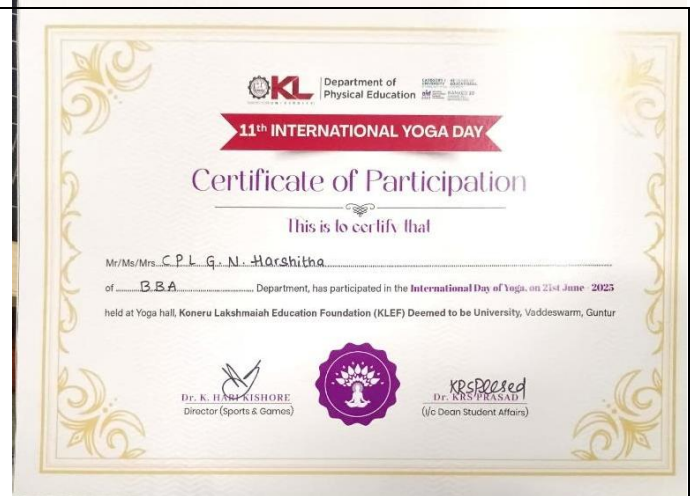 KL
Department of
Physical Education
11th INTERNATIONAL YOGA DAY
Certificate of Participation
This is to certify that
Mr/Ms/Mrs. CPL G. N. Harshitha
of BBA Department, has participated in the International Day of Yoga, on 21st June - 2025
held at Yoga hall, Koneru Lakshmaiah Education Foundation (KLEF) Deemed to be University, Vaddeswarm, Guntur
Dr. K. HARI KISHORE
Director (Sports & Games)
KRSPrasad
Dr. KRS PRASAD
(I/c Dean Student Affairs)